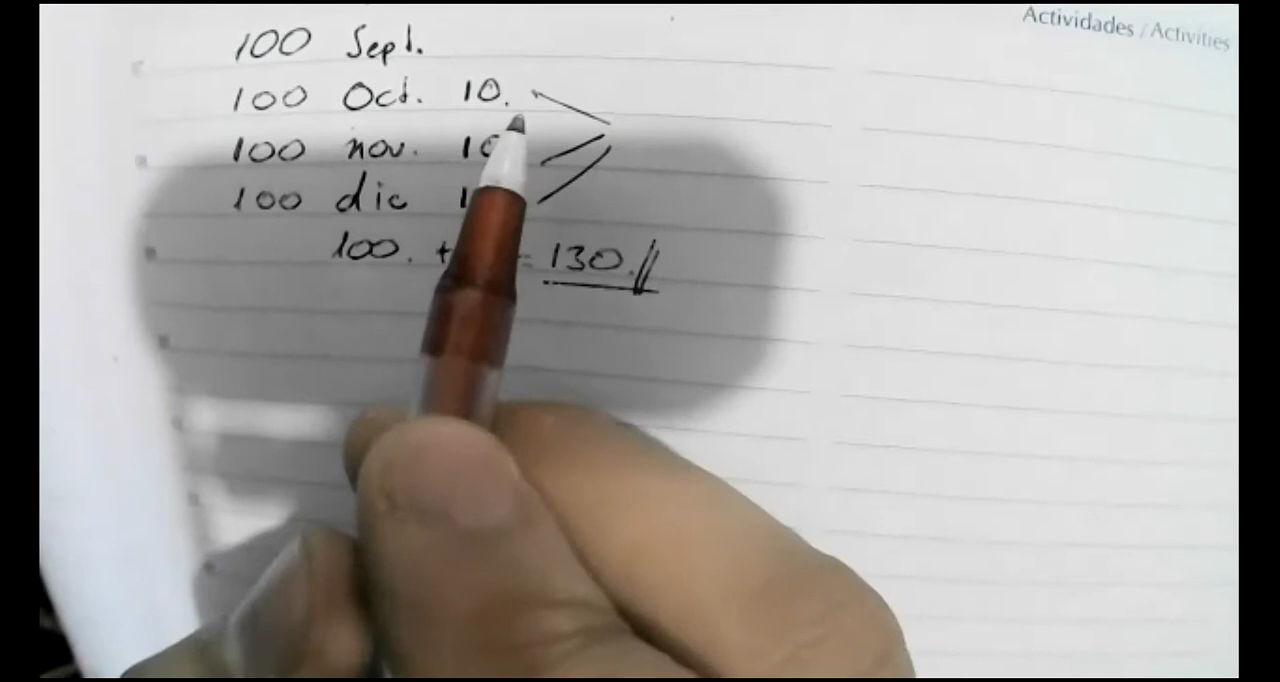 Actividades / Activities
100 Sept.
100 Oct. 10.
100 nov.
100 dic
100. + = 130.